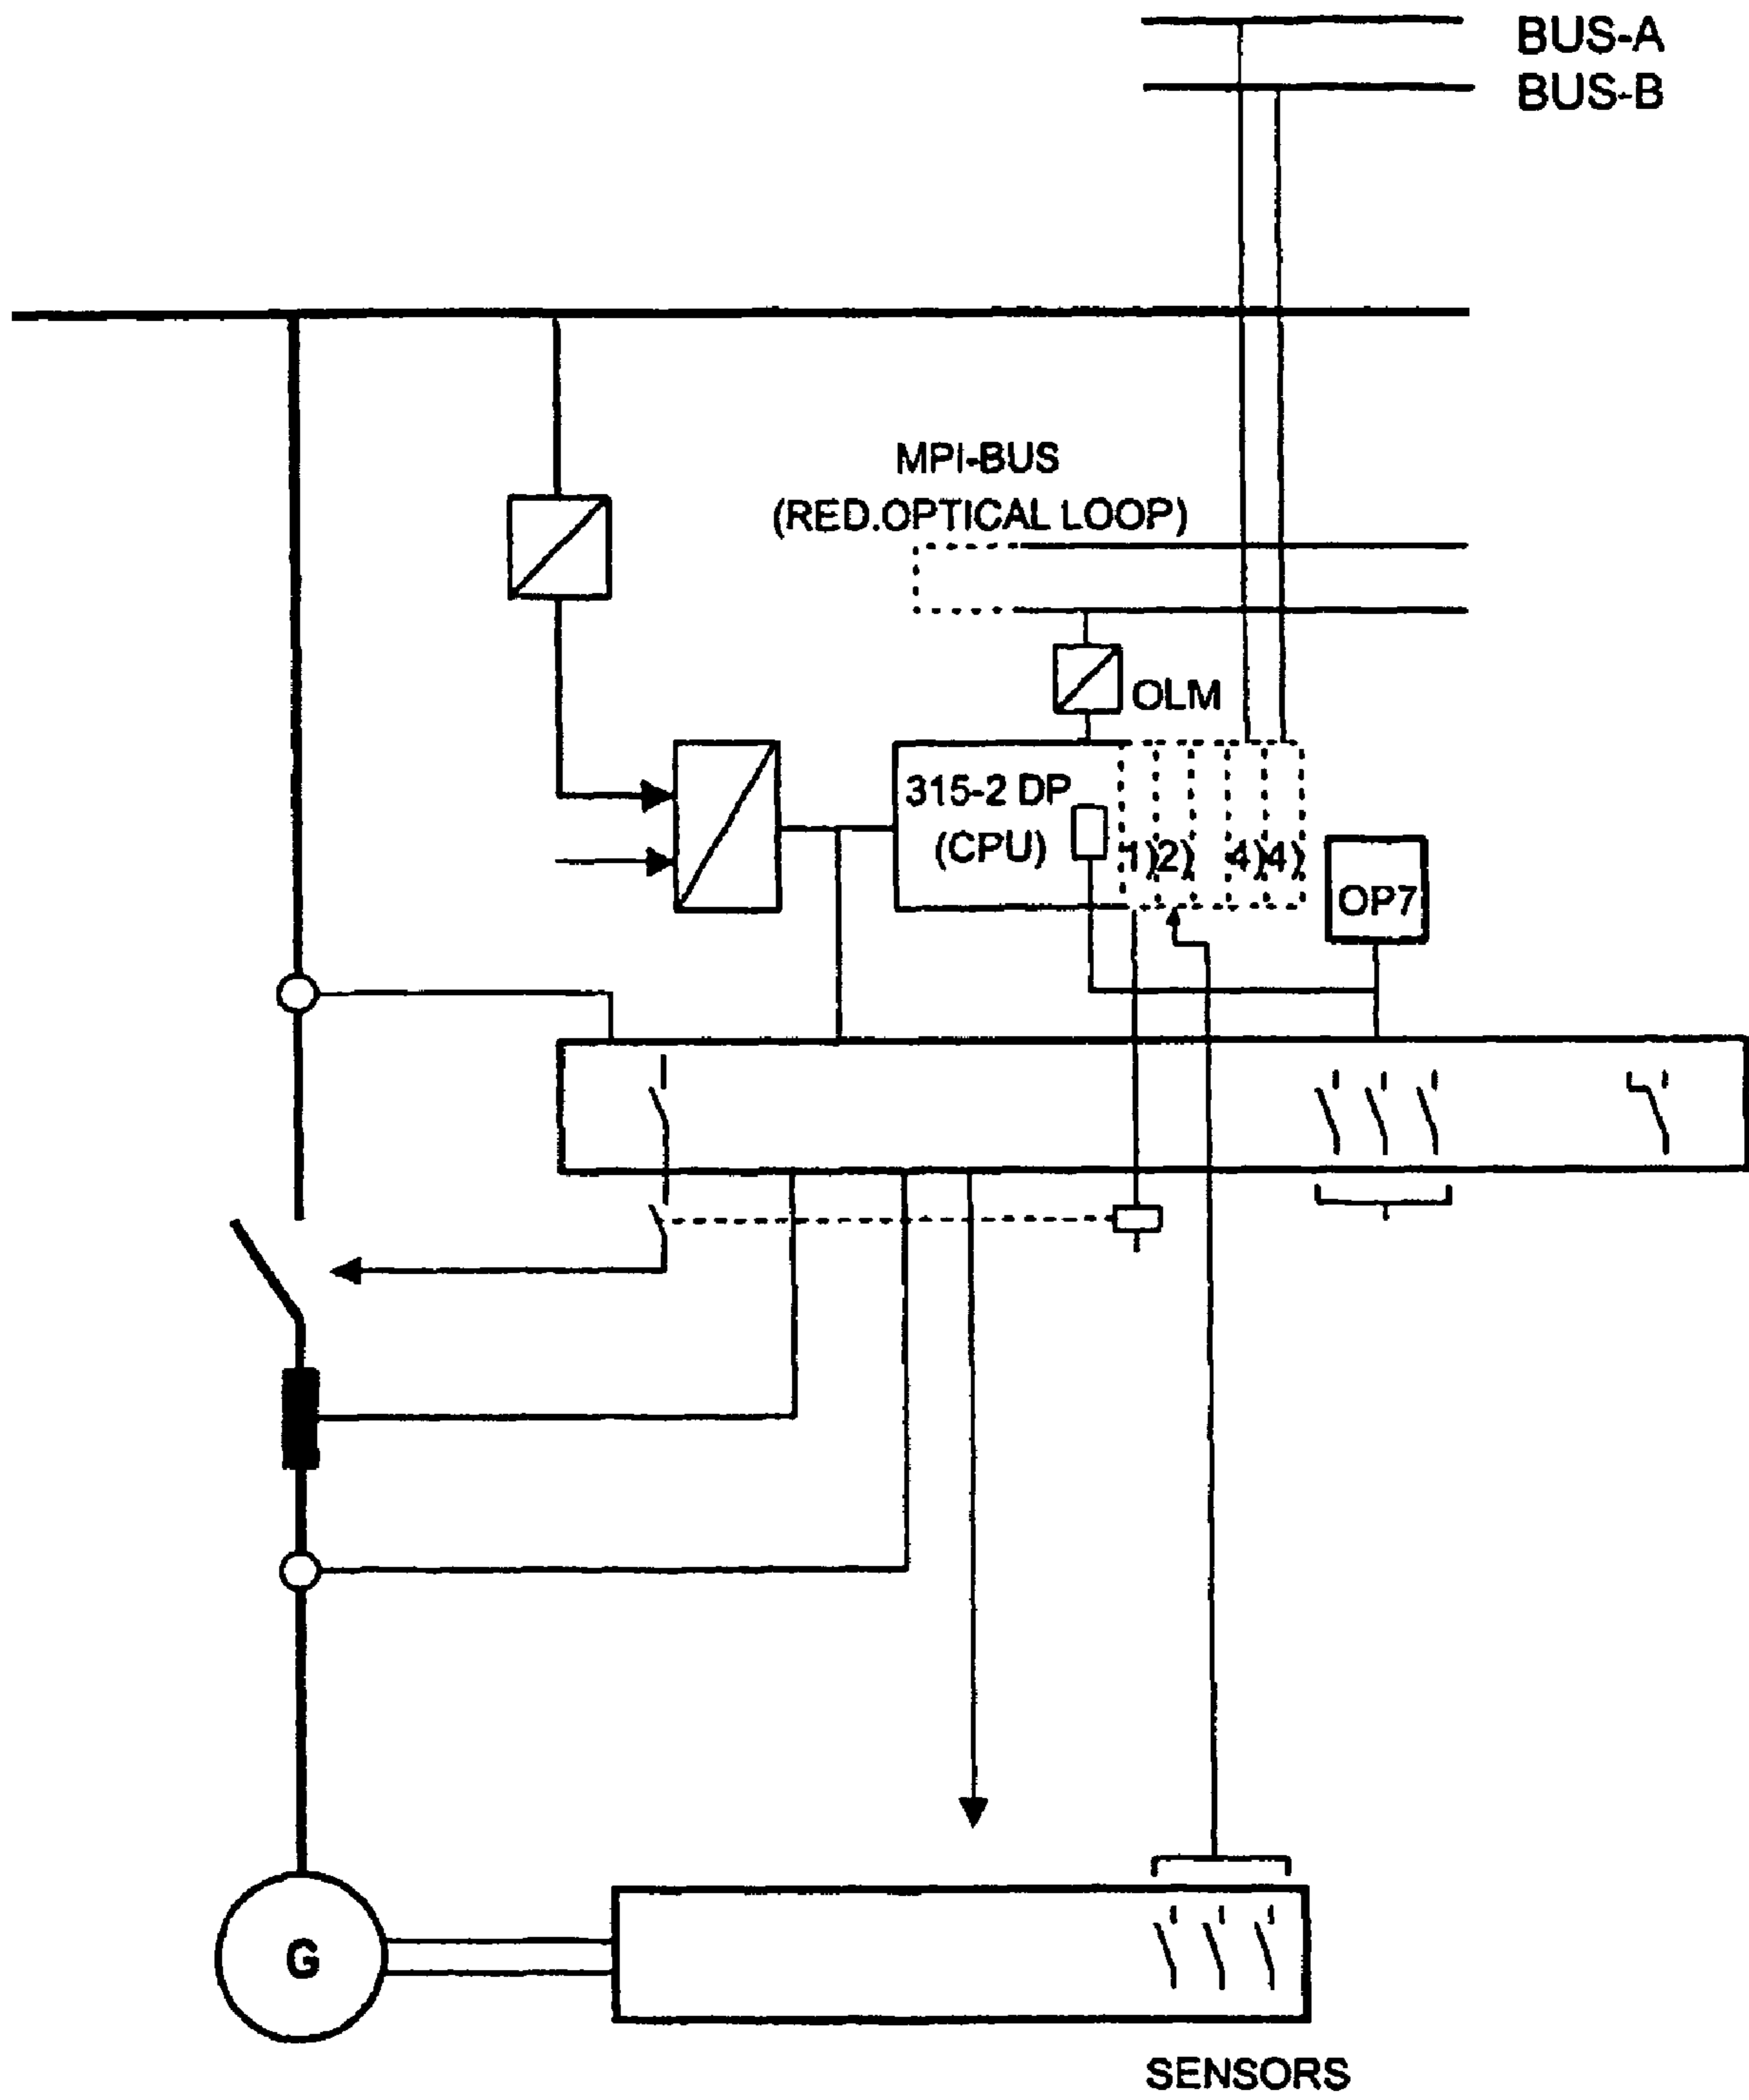 BUS-A
BUS-B
MPI-BUS
(RED.OPTICAL LOOP)
OLM
315-2 DP
(CPU)
1)2) 4)4)
OP7
G
SENSORS